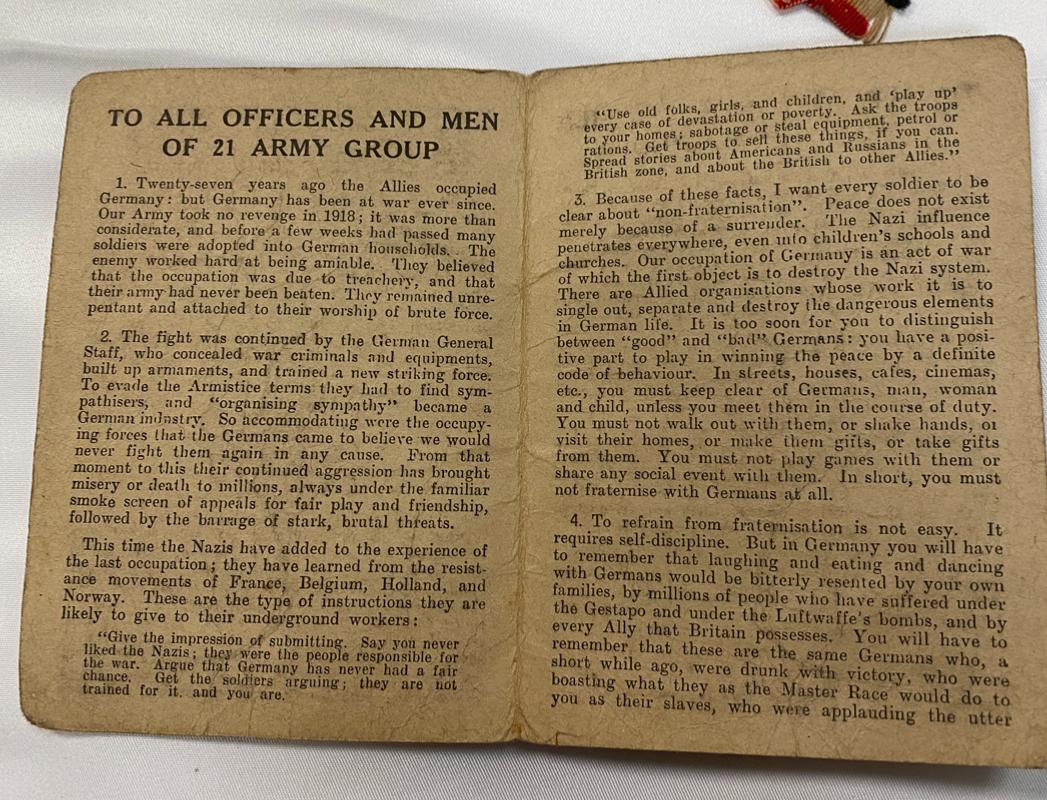 TO ALL OFFICERS AND MEN
OF 21 ARMY GROUP
1. Twenty-seven years ago the Allies occupied
Germany: but Germany has been at war ever since.
Our Army took no revenge in 1918; it was more than
considerate, and before a few weeks had passed many
soldiers were adopted into German households. The
enemy worked hard at being amiable. They believed
that the occupation was due to treachery, and that
their army had never been beaten. They remained unre-
pentant and attached to their worship of brute force.
2. The fight was continued by the German General
Staff, who concealed war criminals and equipments,
built up armaments, and trained a new striking force.
To evade the Armistice terms they had to find sym-
pathisers, and "organising sympathy" became a
German industry. So accommodating were the occupy-
ing forces that the Germans came to believe we would
never fight them again in any cause. From that
moment to this their continued aggression has brought
misery or death to millions, always under the familiar
smoke screen of appeals for fair play and friendship,
followed by the barrage of stark, brutal threats.
This time the Nazis have added to the experience of
the last occupation; they have learned from the resist-
ance movements of France, Belgium, Holland, and
Norway. These are the type of instructions they are
likely to give to their underground workers:
"Give the impression of submitting. Say you never
liked the Nazis; they were the people responsible for
the war. Argue that Germany has never had a fair
chance. Get the soldiers arguing; they are not
trained for it. and you are.
"Use old folks, girls, and children, and 'play up'
every case of devastation or poverty. Ask the troops
to your homes; sabotage or steal equipment, petrol or
rations. Get troops to sell these things, if you can.
Spread stories about Americans and Russians in the
British zone, and about the British to other Allies."
3. Because of these facts, I want every soldier to be
clear about "non-fraternisation". Peace does not exist
merely because of a surrender. The Nazi influence
penetrates everywhere, even into children's schools and
churches. Our occupation of Germany is an act of war
of which the first object is to destroy the Nazi system.
There are Allied organisations whose work it is to
single out, separate and destroy the dangerous elements
in German life. It is too soon for you to distinguish
between "good" and "bad" Germans: you have a posi-
tive part to play in winning the peace by a definite
code of behaviour. In streets, houses, cafes, cinemas,
etc., you must keep clear of Germans, man, woman
and child, unless you meet them in the course of duty.
You must not walk out with them, or shake hands, or
visit their homes, or make them gifts, or take gifts
from them. You must not play games with them or
share any social event with them. In short, you must
not fraternise with Germans at all.
4. To refrain from fraternisation is not easy. It
requires self-discipline. But in Germany you will have
to remember that laughing and eating and dancing
with Germans would be bitterly resented by your own
families, by millions of people who have suffered under
the Gestapo and under the Luftwaffe's bombs, and by
every Ally that Britain possesses. You will have to
remember that these are the same Germans who, a
short while ago, were drunk with victory, who were
boasting what they as the Master Race would do to
you as their slaves, who were applauding the utter